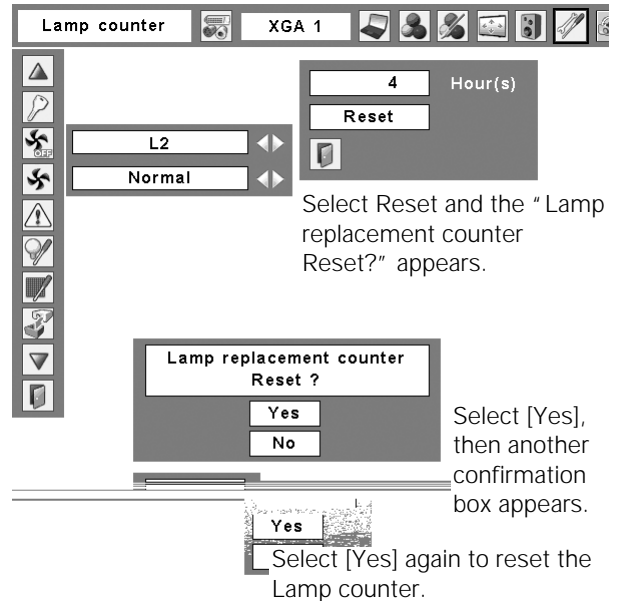 Lamp counter
XGA 1
4 Hour(s)
Reset
OFF
L2
Normal
Select Reset and the “Lamp
replacement counter
Reset?” appears.
Lamp replacement counter
Reset ?
Yes
No
Select [Yes],
then another
confirmation
box appears.
Yes
Select [Yes] again to reset the
Lamp counter.